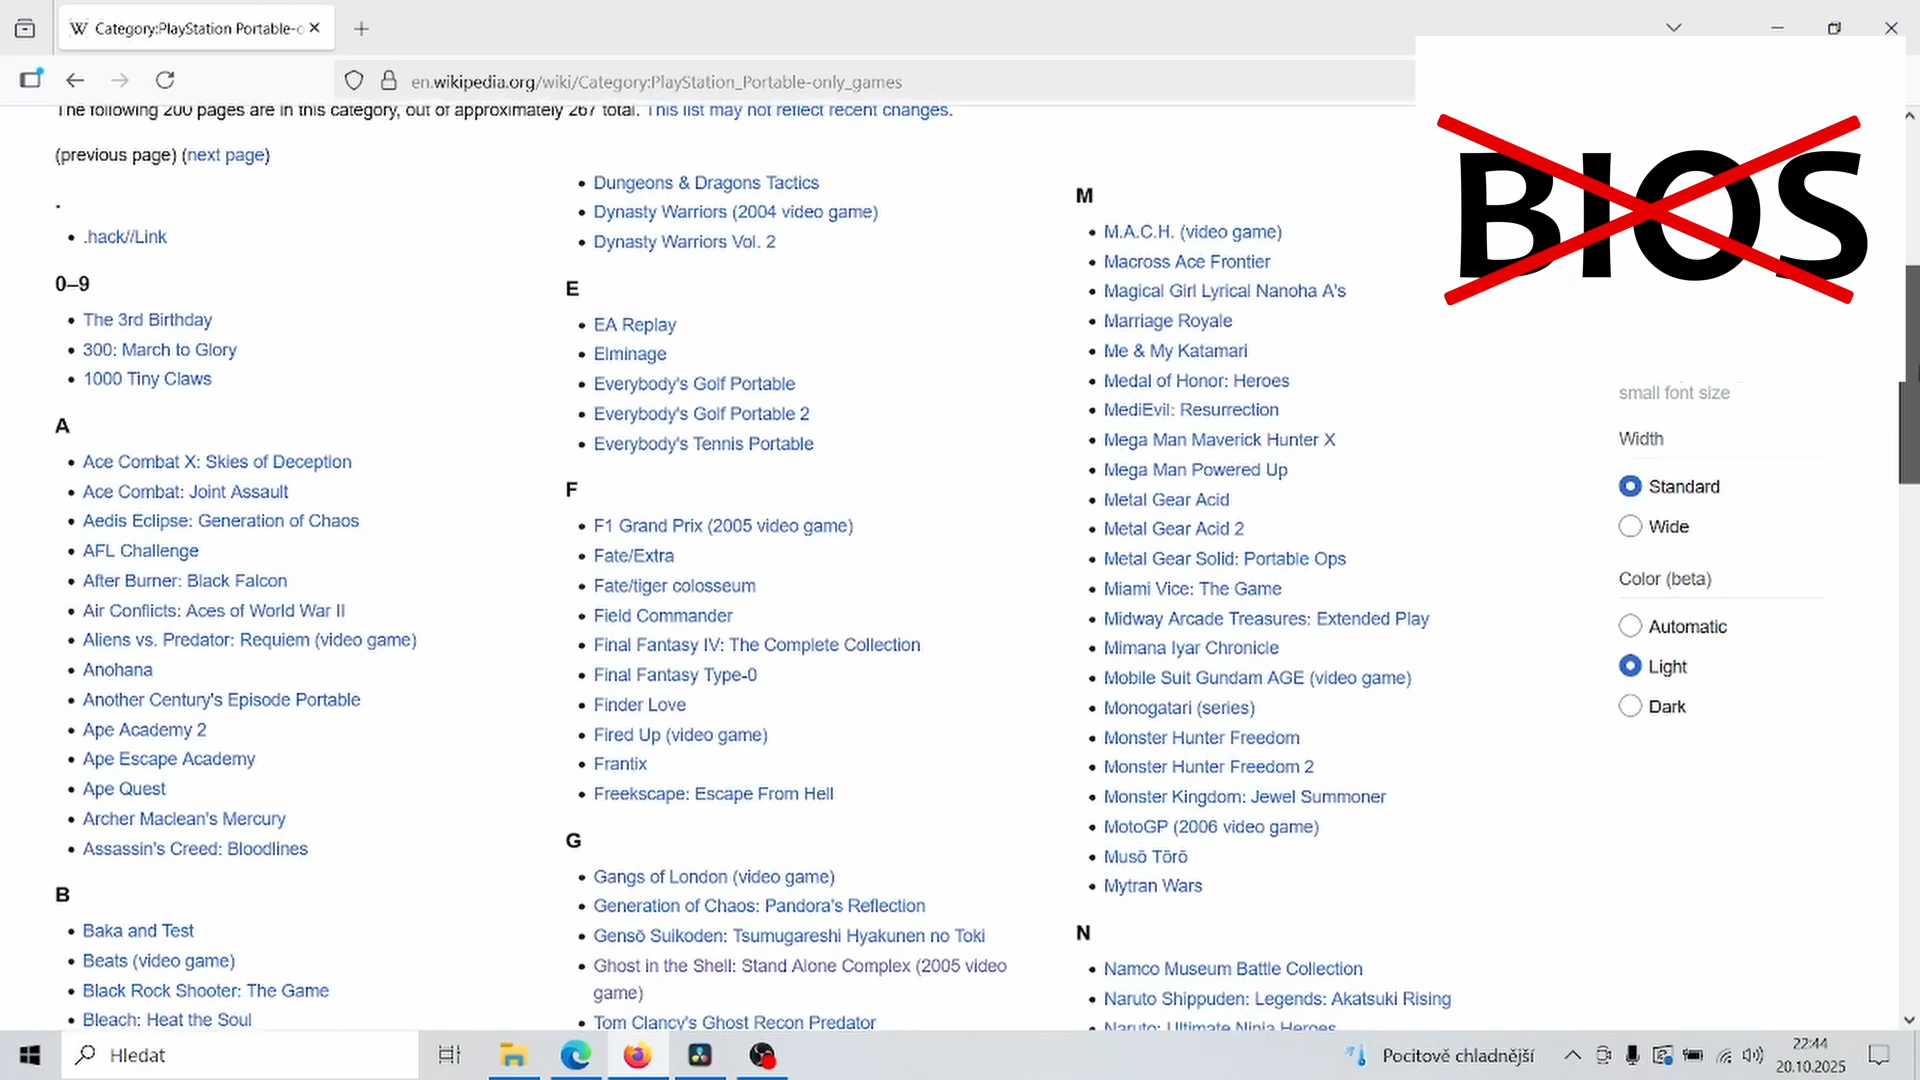 Category:PlayStation Portable-o
en.wikipedia.org/wiki/Category:PlayStation_Portable-only_games
The following 200 pages are in this category, out of approximately 267 total. This list may not reflect recent changes.
(previous page) (next page)
.
.hack//Link
0–9
The 3rd Birthday
300: March to Glory
1000 Tiny Claws
A
Ace Combat X: Skies of Deception
Ace Combat: Joint Assault
Aedis Eclipse: Generation of Chaos
AFL Challenge
After Burner: Black Falcon
Air Conflicts: Aces of World War II
Aliens vs. Predator: Requiem (video game)
Anohana
Another Century's Episode Portable
Ape Academy 2
Ape Escape Academy
Ape Quest
Archer Maclean's Mercury
Assassin's Creed: Bloodlines
B
Baka and Test
Beats (video game)
Black Rock Shooter: The Game
Bleach: Heat the Soul
Dungeons & Dragons Tactics
Dynasty Warriors (2004 video game)
Dynasty Warriors Vol. 2
E
EA Replay
Elminage
Everybody's Golf Portable
Everybody's Golf Portable 2
Everybody's Tennis Portable
F
F1 Grand Prix (2005 video game)
Fate/Extra
Fate/tiger colosseum
Field Commander
Final Fantasy IV: The Complete Collection
Final Fantasy Type-0
Finder Love
Fired Up (video game)
Frantix
Freekscape: Escape From Hell
G
Gangs of London (video game)
Generation of Chaos: Pandora's Reflection
Gensō Suikoden: Tsumugareshi Hyakunen no Toki
Ghost in the Shell: Stand Alone Complex (2005 video
game)
Tom Clancy's Ghost Recon Predator
M
M.A.C.H. (video game)
Macross Ace Frontier
Magical Girl Lyrical Nanoha A's
Marriage Royale
Me & My Katamari
Medal of Honor: Heroes
MediEvil: Resurrection
Mega Man Maverick Hunter X
Mega Man Powered Up
Metal Gear Acid
Metal Gear Acid 2
Metal Gear Solid: Portable Ops
Miami Vice: The Game
Midway Arcade Treasures: Extended Play
Mimana Iyar Chronicle
Mobile Suit Gundam AGE (video game)
Monogatari (series)
Monster Hunter Freedom
Monster Hunter Freedom 2
Monster Kingdom: Jewel Summoner
MotoGP (2006 video game)
Musō Tōrō
Mytran Wars
N
Namco Museum Battle Collection
Naruto Shippuden: Legends: Akatsuki Rising
Naruto: Ultimate Ninja Heroes
BIOS
small font size
Width
Standard
Wide
Color (beta)
Automatic
Light
Dark
Hledat
Pocitově chladnější
22:44
20.10.2025